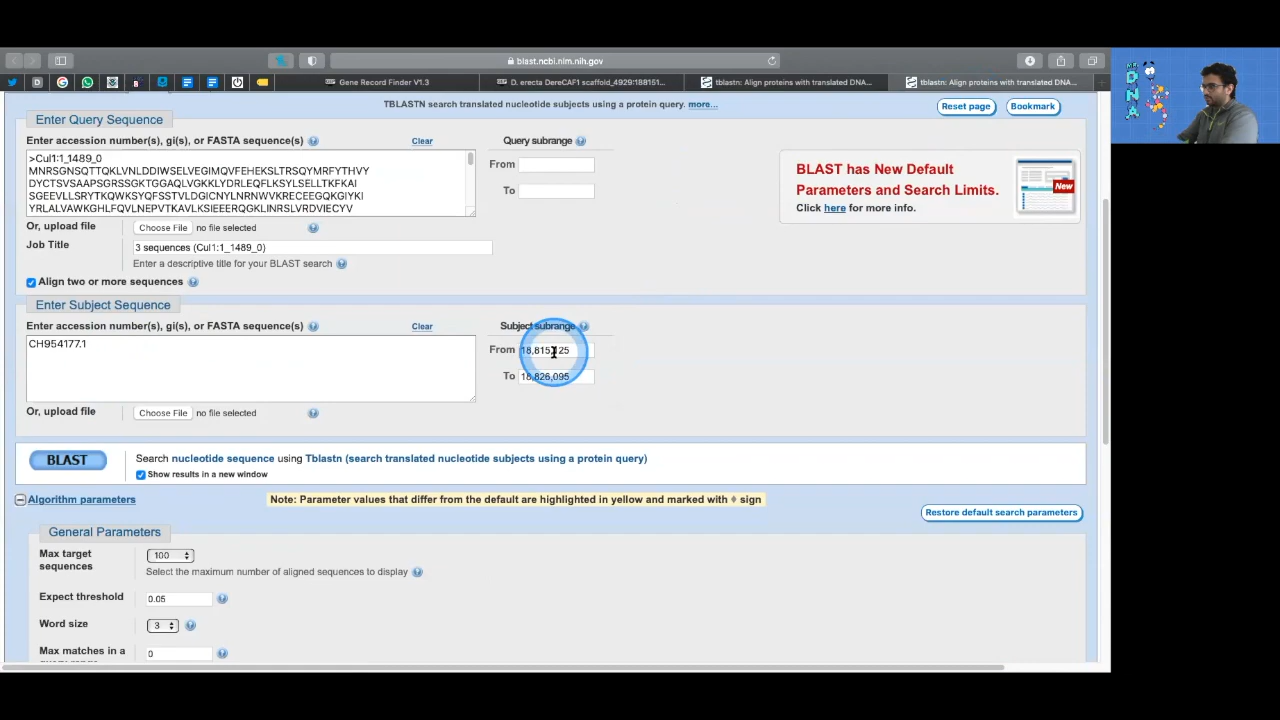 blast.ncbi.nlm.nih.gov
Gene Record Finder V1.3
D. erecta DereCAF1 scaffold_4929:188151...
tblastn: Align proteins with translated DNA...
tblastn: Align proteins with translated DNA...
TBLASTN search translated nucleotide subjects using a protein query. more...
Reset page
Bookmark
Enter Query Sequence
Enter accession number(s), gi(s), or FASTA sequence(s)
Clear
Query subrange
>Cul1:1_1489_0
MNRSGNSQTTQKLVNLDDIWSELVEGIMQVFEHEKSLTRSQYMRFYTHVY
DYCTSVSAAPSGRSSGKTGGAQLVGKKLYDRLEQFLKSYLSELLTKFKAI
SGEEVLLSRYTKQWKSYQFSSTVLDGICNYLNRNWVKRECEEGQKGIYKI
YRLALVAWKGHLFQVLNEPVTKAVLKSIEEERQGKLINRSLVRDVIECYV
From
To
BLAST has New Default
Parameters and Search Limits.
Click here for more info.
New
Or, upload file
Choose File
no file selected
Job Title
3 sequences (Cul1:1_1489_0)
Enter a descriptive title for your BLAST search
Align two or more sequences
Enter Subject Sequence
Enter accession number(s), gi(s), or FASTA sequence(s)
Clear
Subject subrange
CH954177.1
From
To
18,826,095
Or, upload file
Choose File
no file selected
BLAST
Search nucleotide sequence using Tblastn (search translated nucleotide subjects using a protein query)
Show results in a new window
Algorithm parameters
Note: Parameter values that differ from the default are highlighted in yellow and marked with ♦ sign
Restore default search parameters
General Parameters
Max target
sequences
100
Select the maximum number of aligned sequences to display
Expect threshold
0.05
Word size
3
Max matches in a
0
DNA